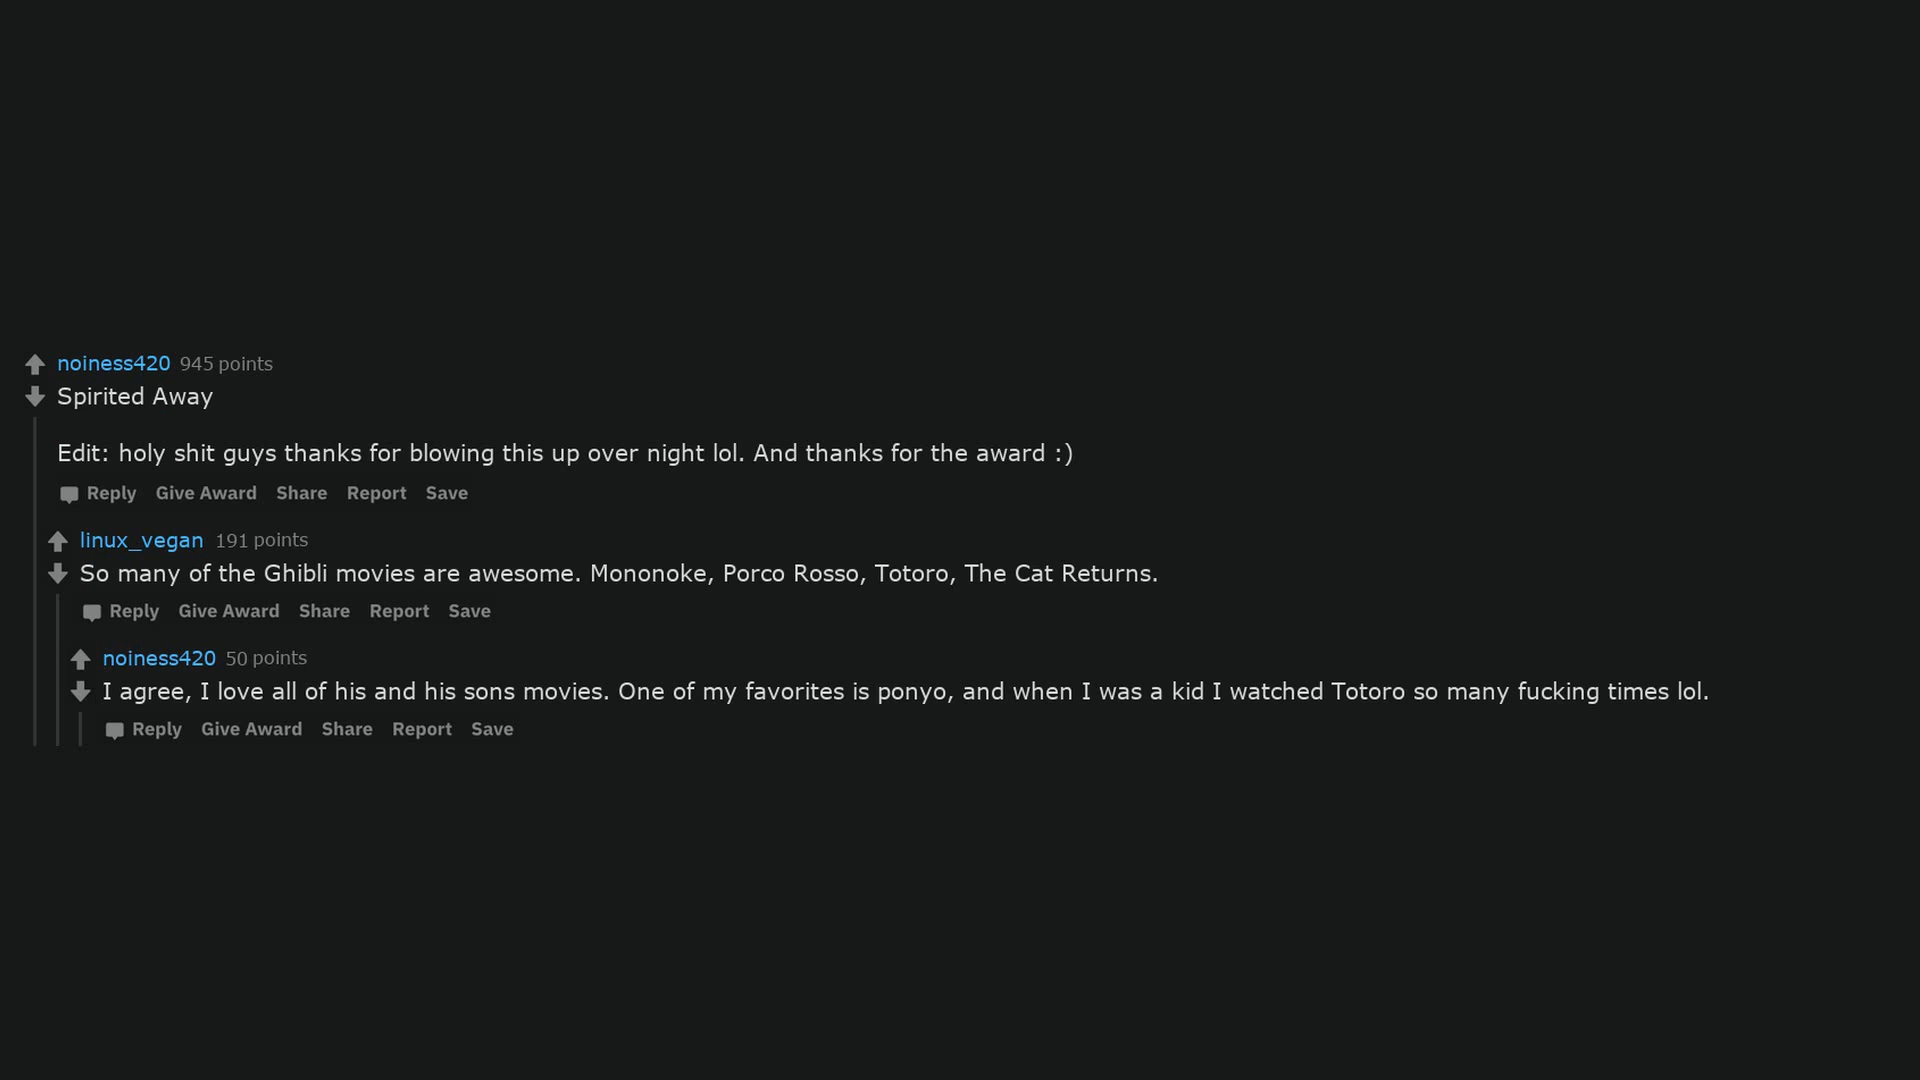 noiness420 945 points
Spirited Away
Edit: holy shit guys thanks for blowing this up over night lol. And thanks for the award :)
Reply Give Award Share Report Save
linux_vegan 191 points
So many of the Ghibli movies are awesome. Mononoke, Porco Rosso, Totoro, The Cat Returns.
Reply Give Award Share Report Save
noiness420 50 points
I agree, I love all of his and his sons movies. One of my favorites is ponyo, and when I was a kid I watched Totoro so many fucking times lol.
Reply Give Award Share Report Save